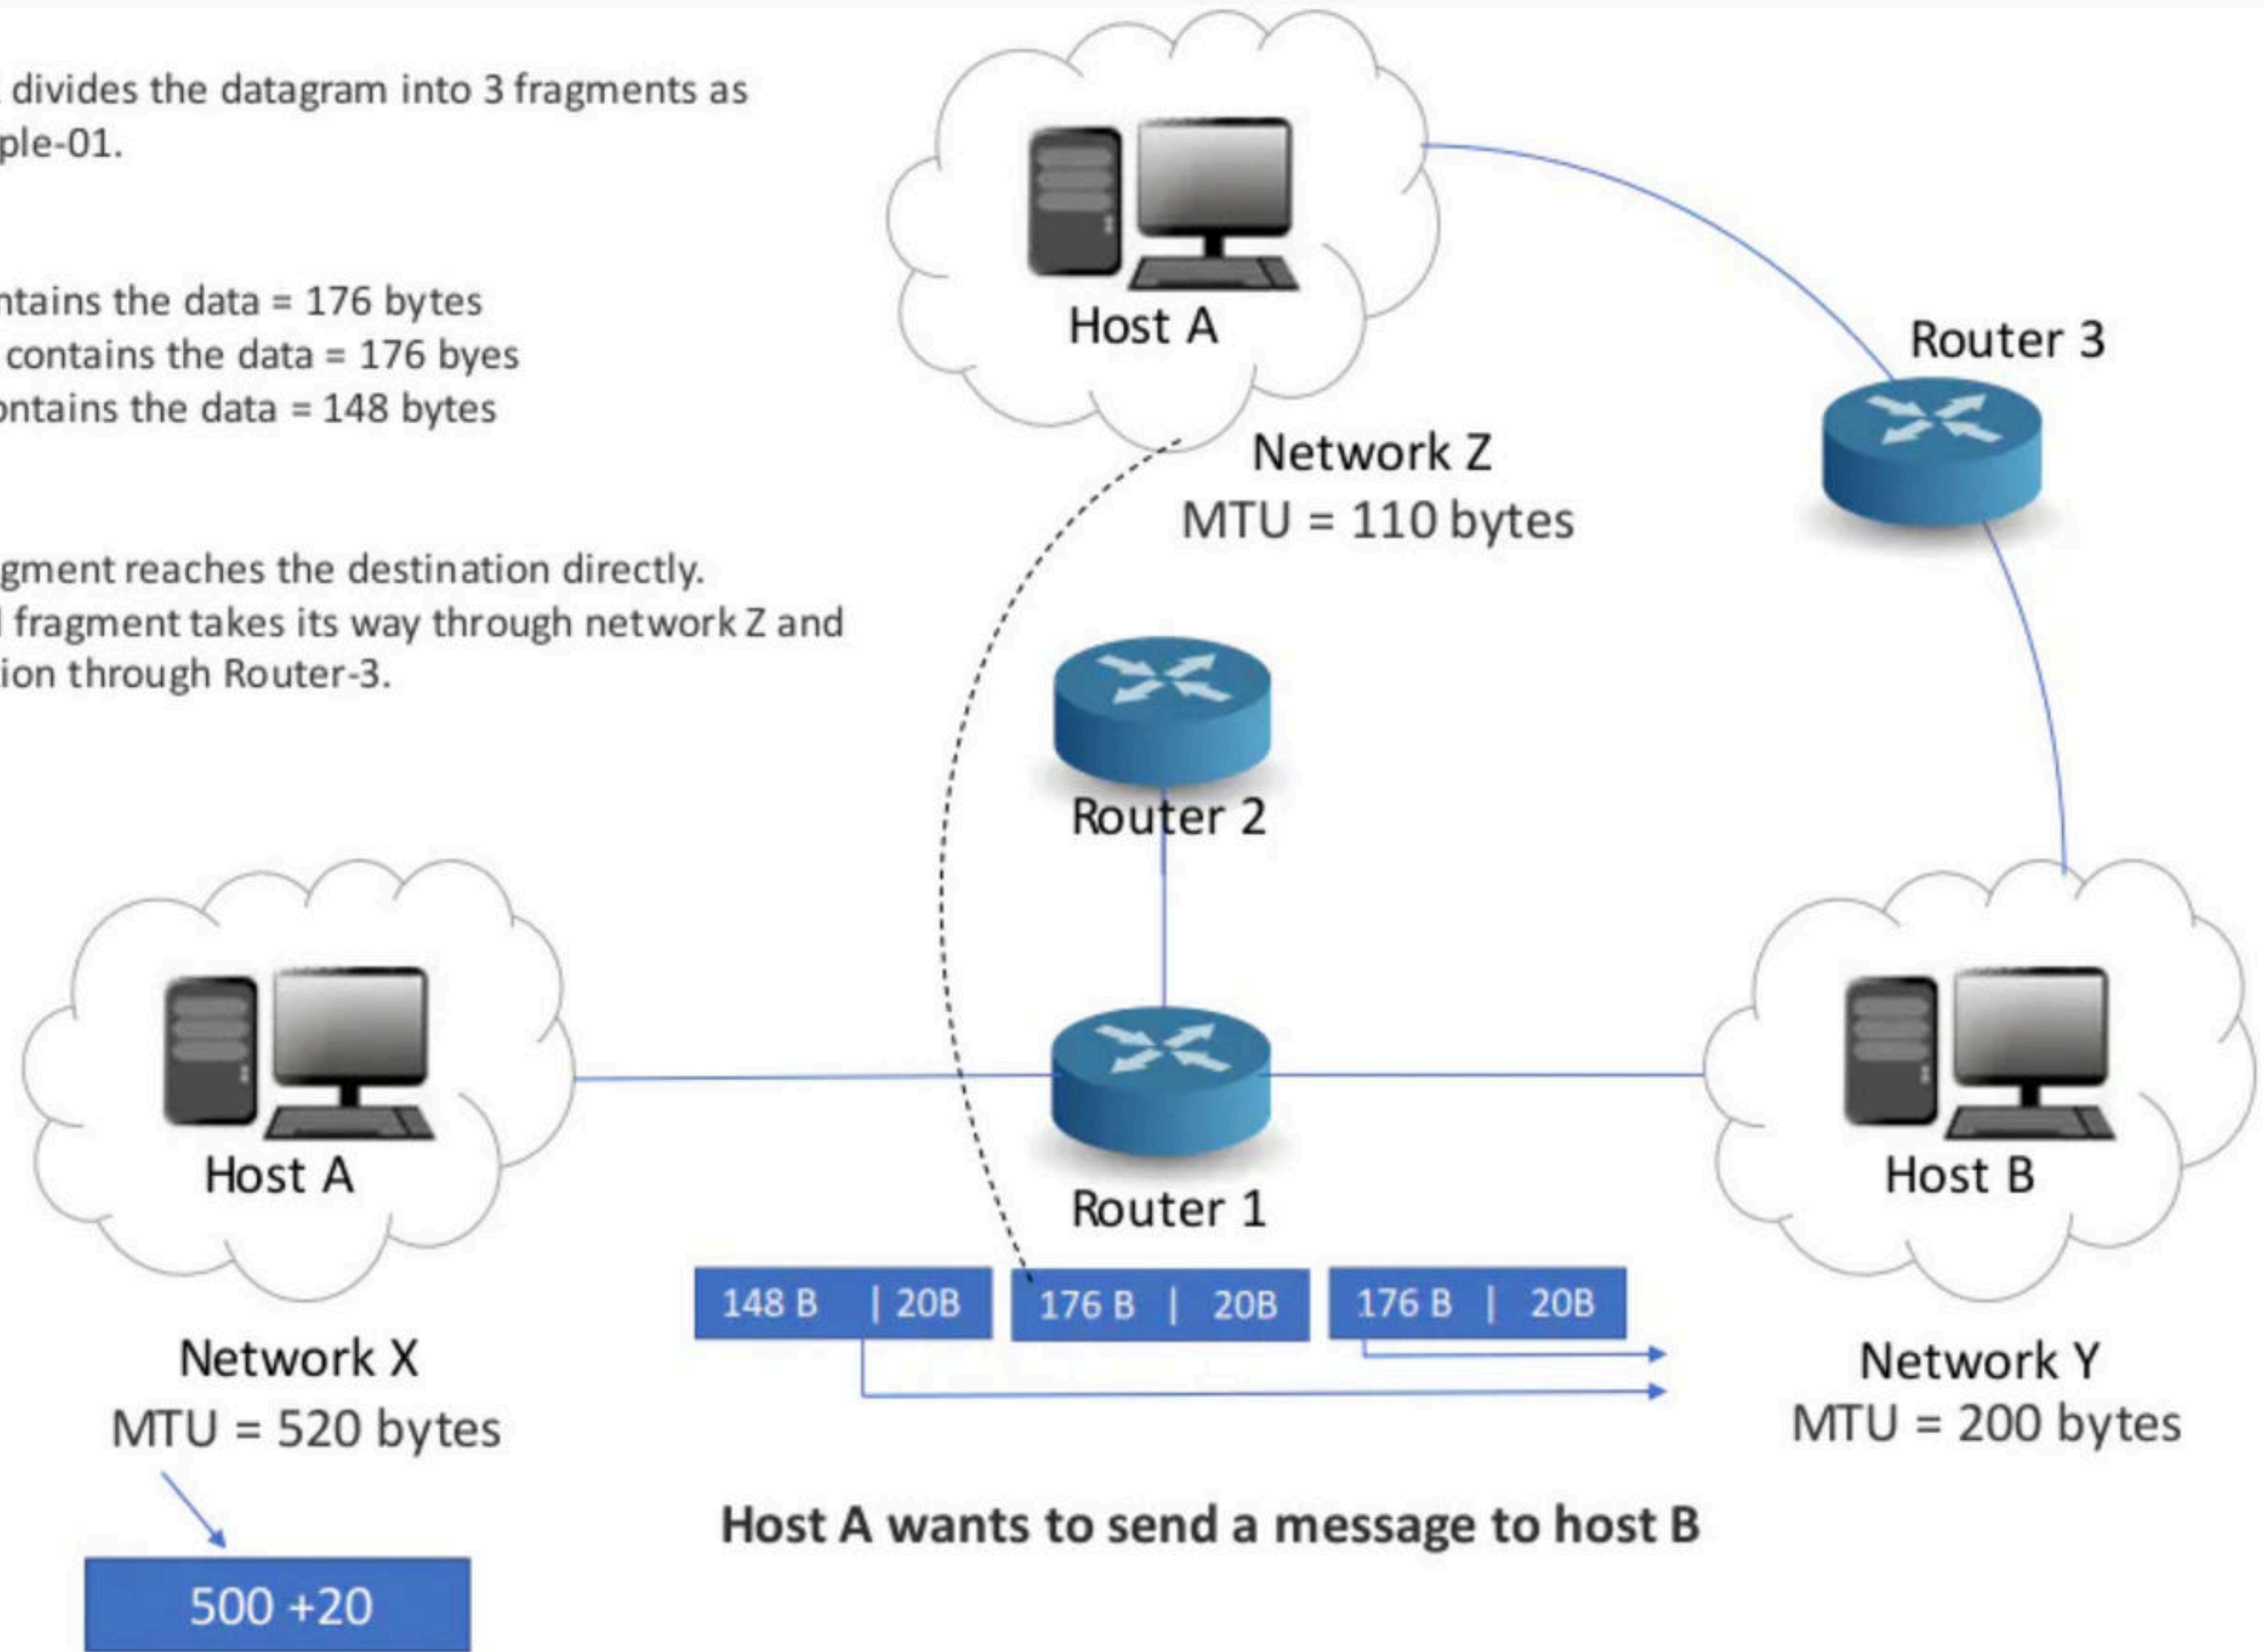 divides the datagram into 3 fragments as
ple-01.
ntains the data = 176 bytes
contains the data = 176 byes
ontains the data = 148 bytes
gment reaches the destination directly.
fragment takes its way through network Z and
tion through Router-3.
Host A
Network Z
MTU = 110 bytes
Router 3
Router 2
Host A
Router 1
Host B
148 B | 20B
176 B | 20B
176 B | 20B
Network X
MTU = 520 bytes
Network Y
MTU = 200 bytes
Host A wants to send a message to host B
500 +20